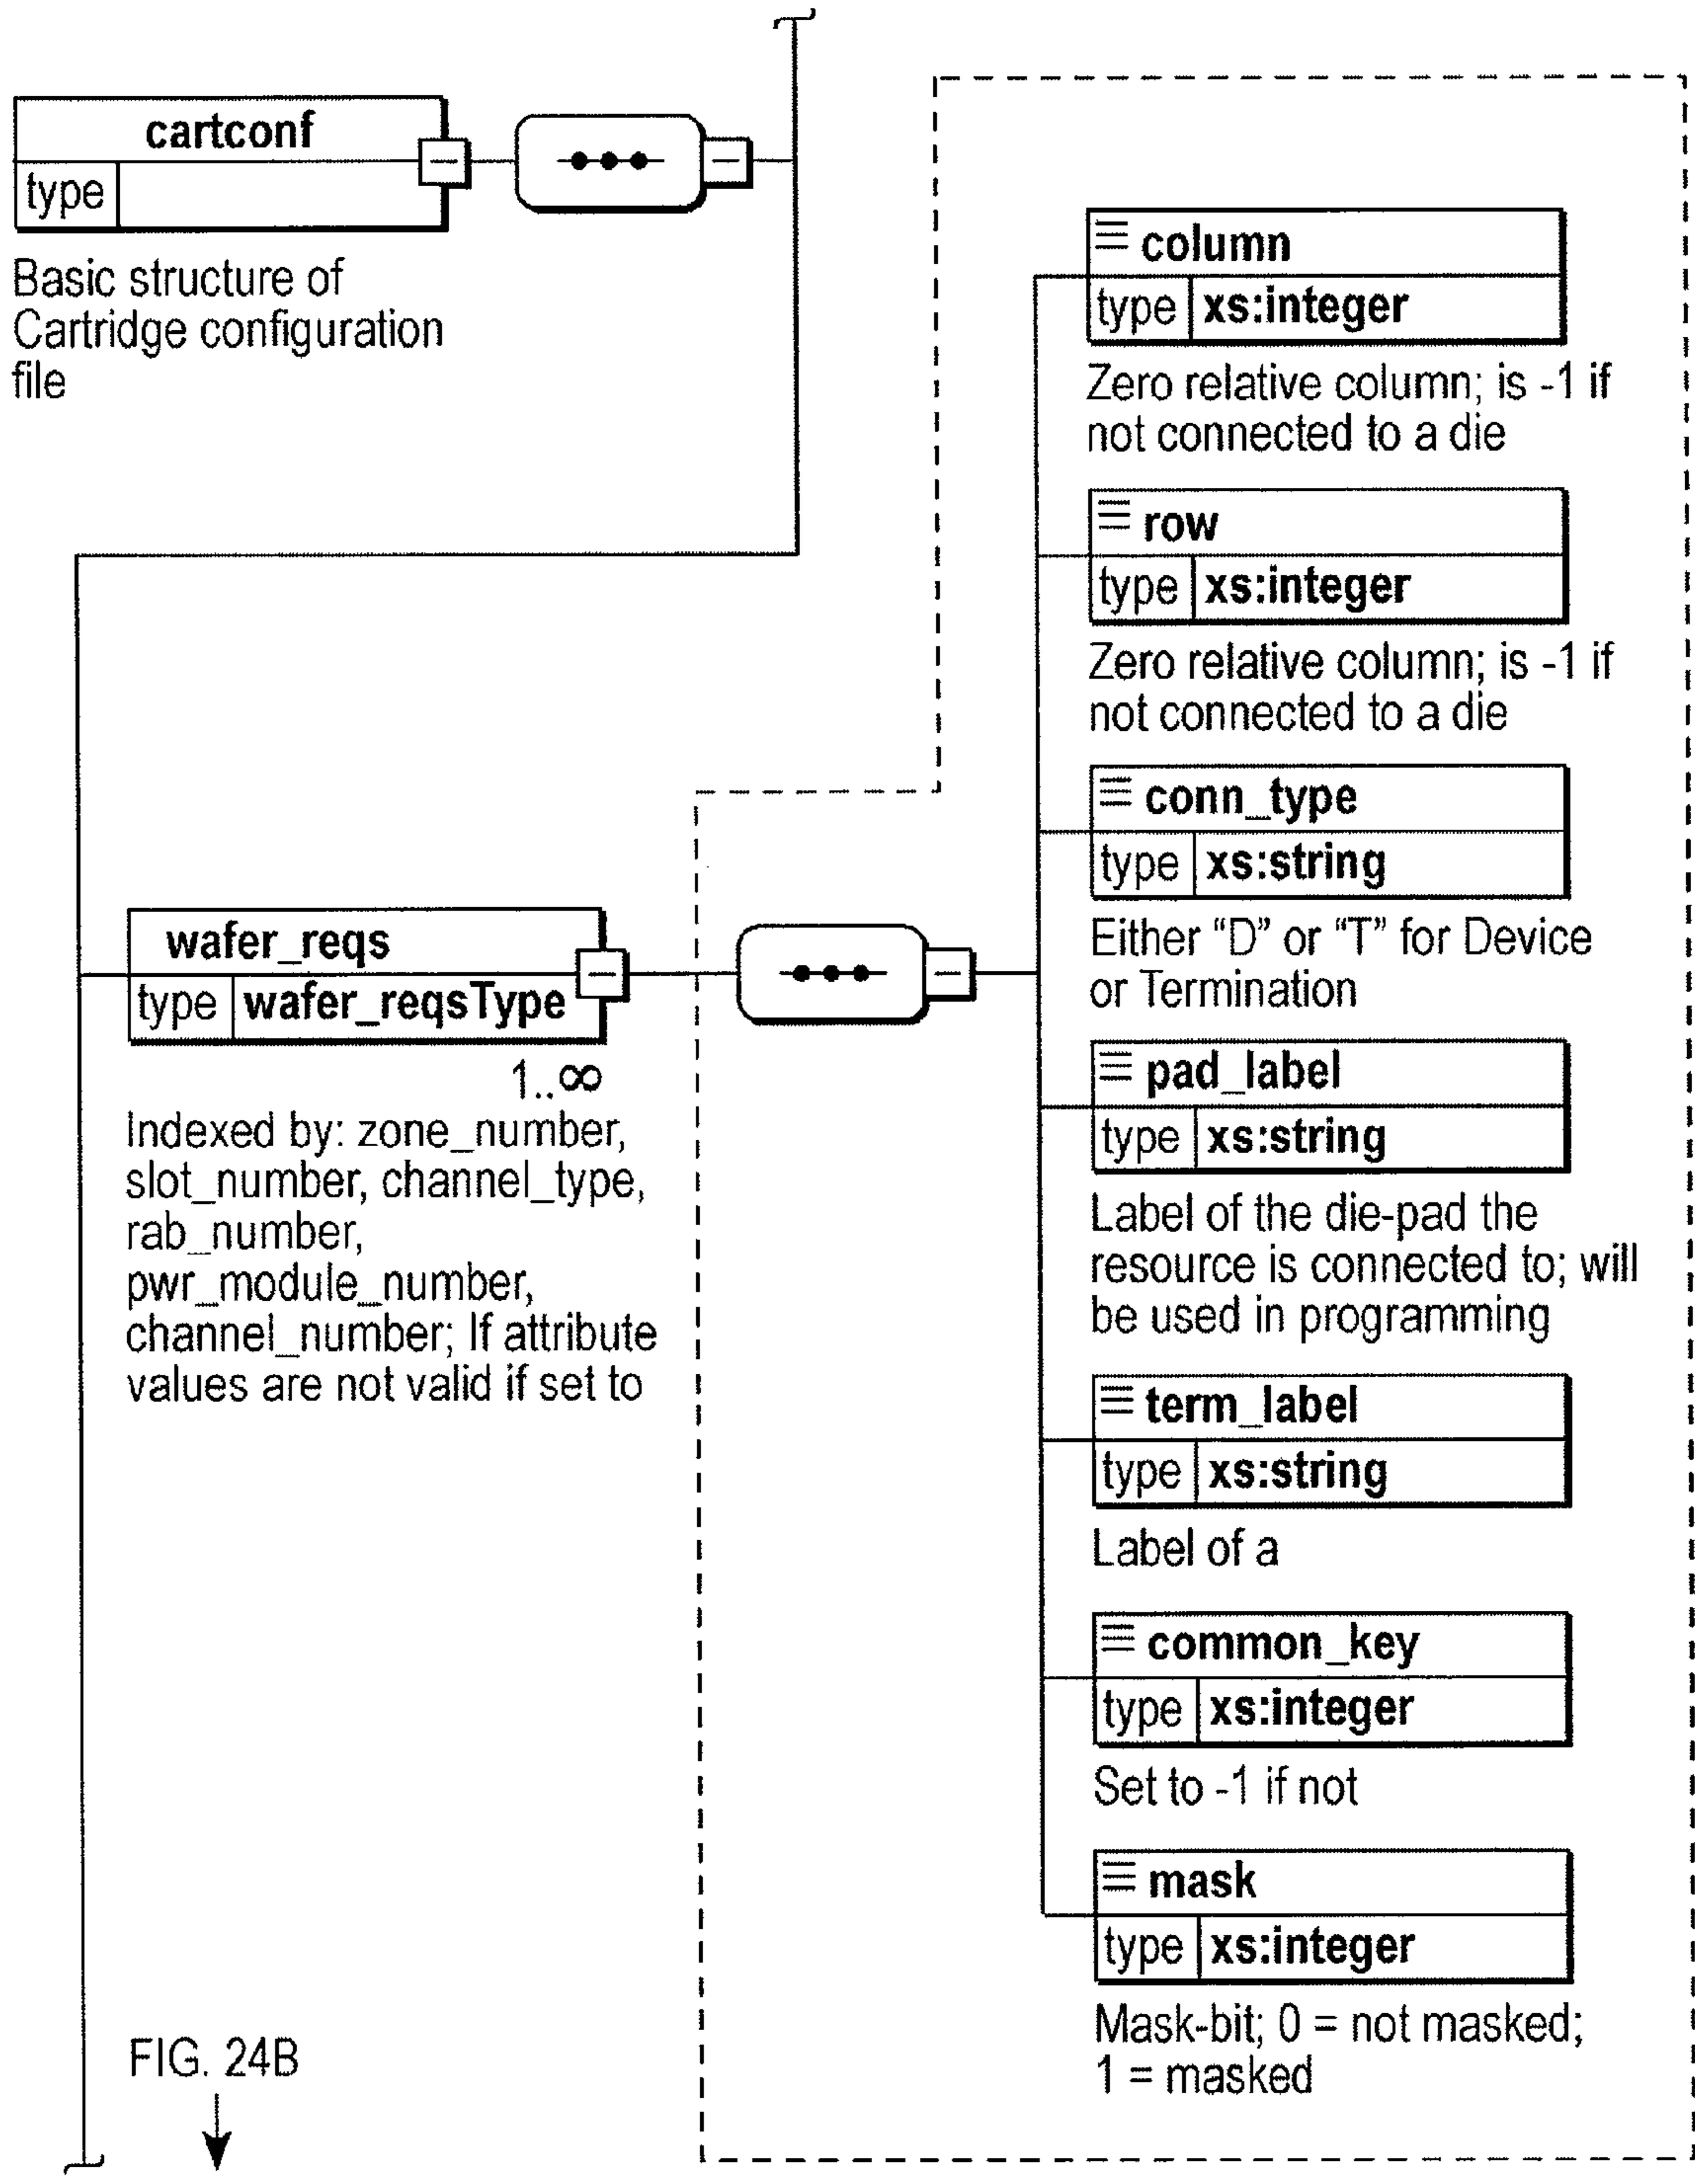 cartconf
type
Basic structure of
Cartridge configuration
file
column
type xs:integer
Zero relative column; is -1 if
not connected to a die
row
type xs:integer
Zero relative column; is -1 if
not connected to a die
conn_type
type xs:string
Either “D” or “T” for Device
or Termination
wafer_reqs
type wafer_reqsType
1..∞
Indexed by: zone_number,
slot_number, channel_type,
rab_number,
pwr_module_number,
channel_number; If attribute
values are not valid if set to
pad_label
type xs:string
Label of the die-pad the
resource is connected to; will
be used in programming
term_label
type xs:string
Label of a
common_key
type xs:integer
Set to -1 if not
mask
type xs:integer
Mask-bit; 0 = not masked;
1 = masked
FIG. 24B